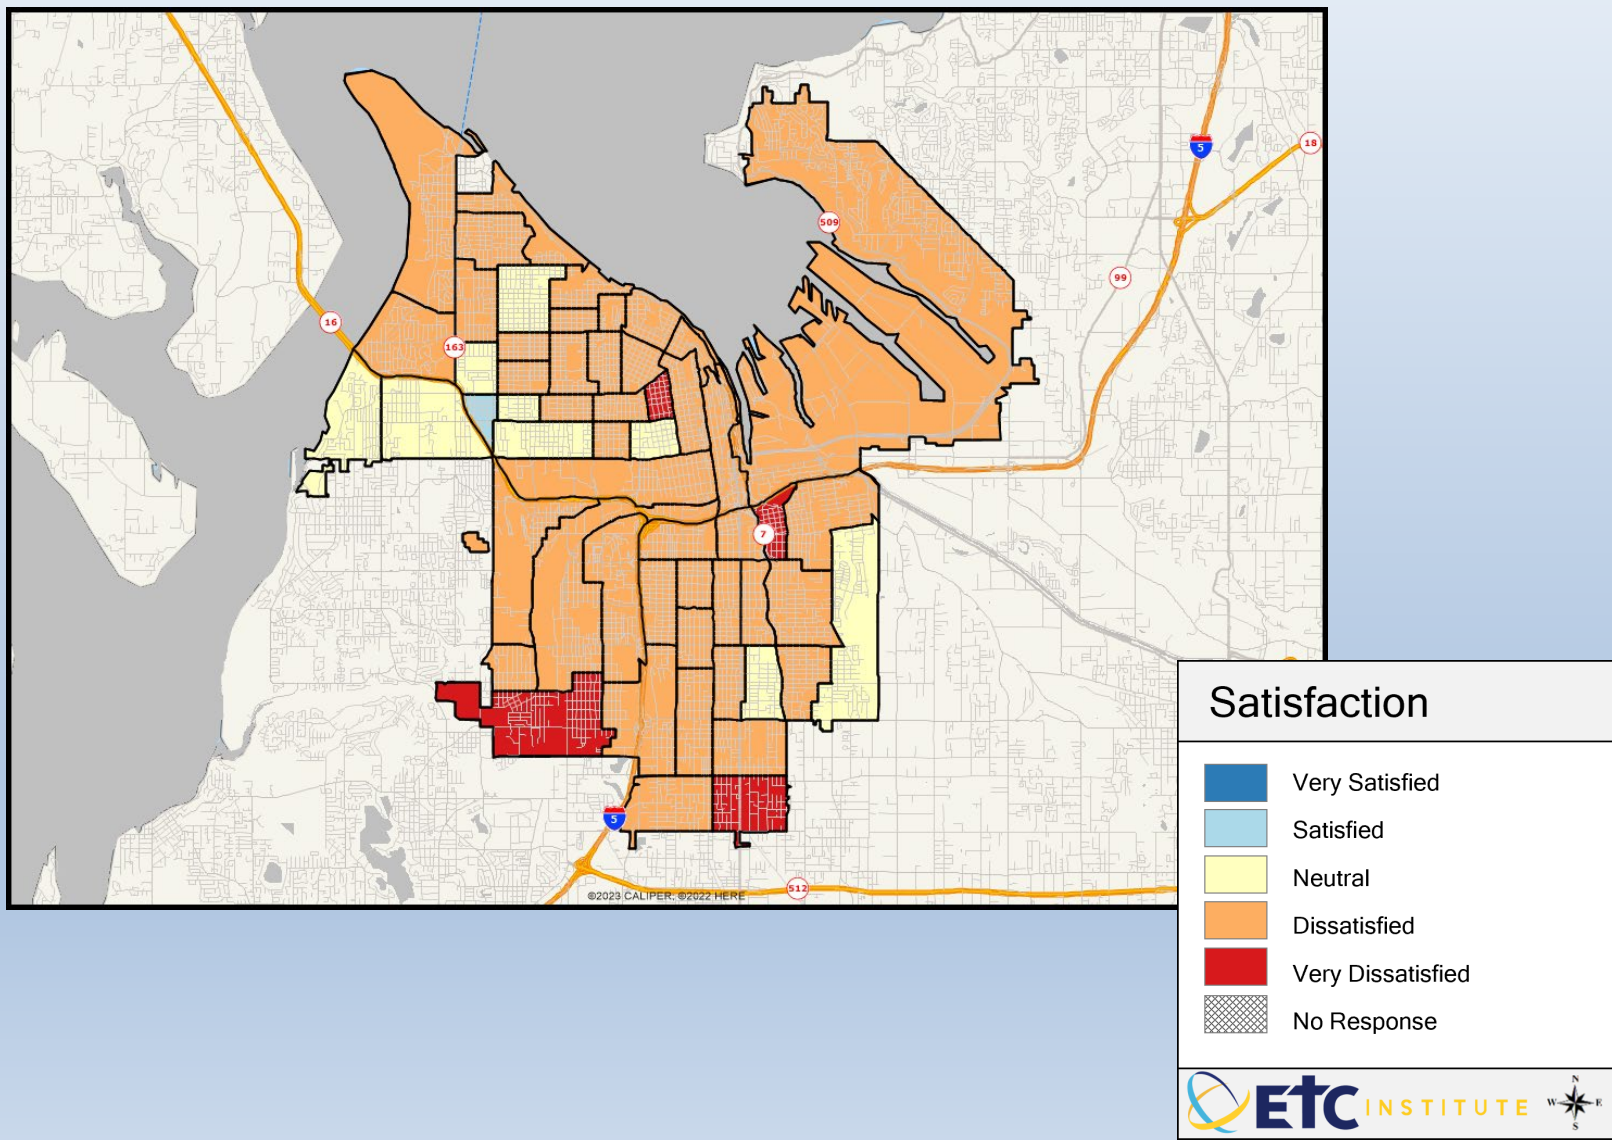 5
18
509
99
16
163
7
5
512
©2023 CALIPER; ©2022 HERE
Satisfaction
Very Satisfied
Satisfied
Neutral
Dissatisfied
Very Dissatisfied
No Response
ETC INSTITUTE
N
W E
S